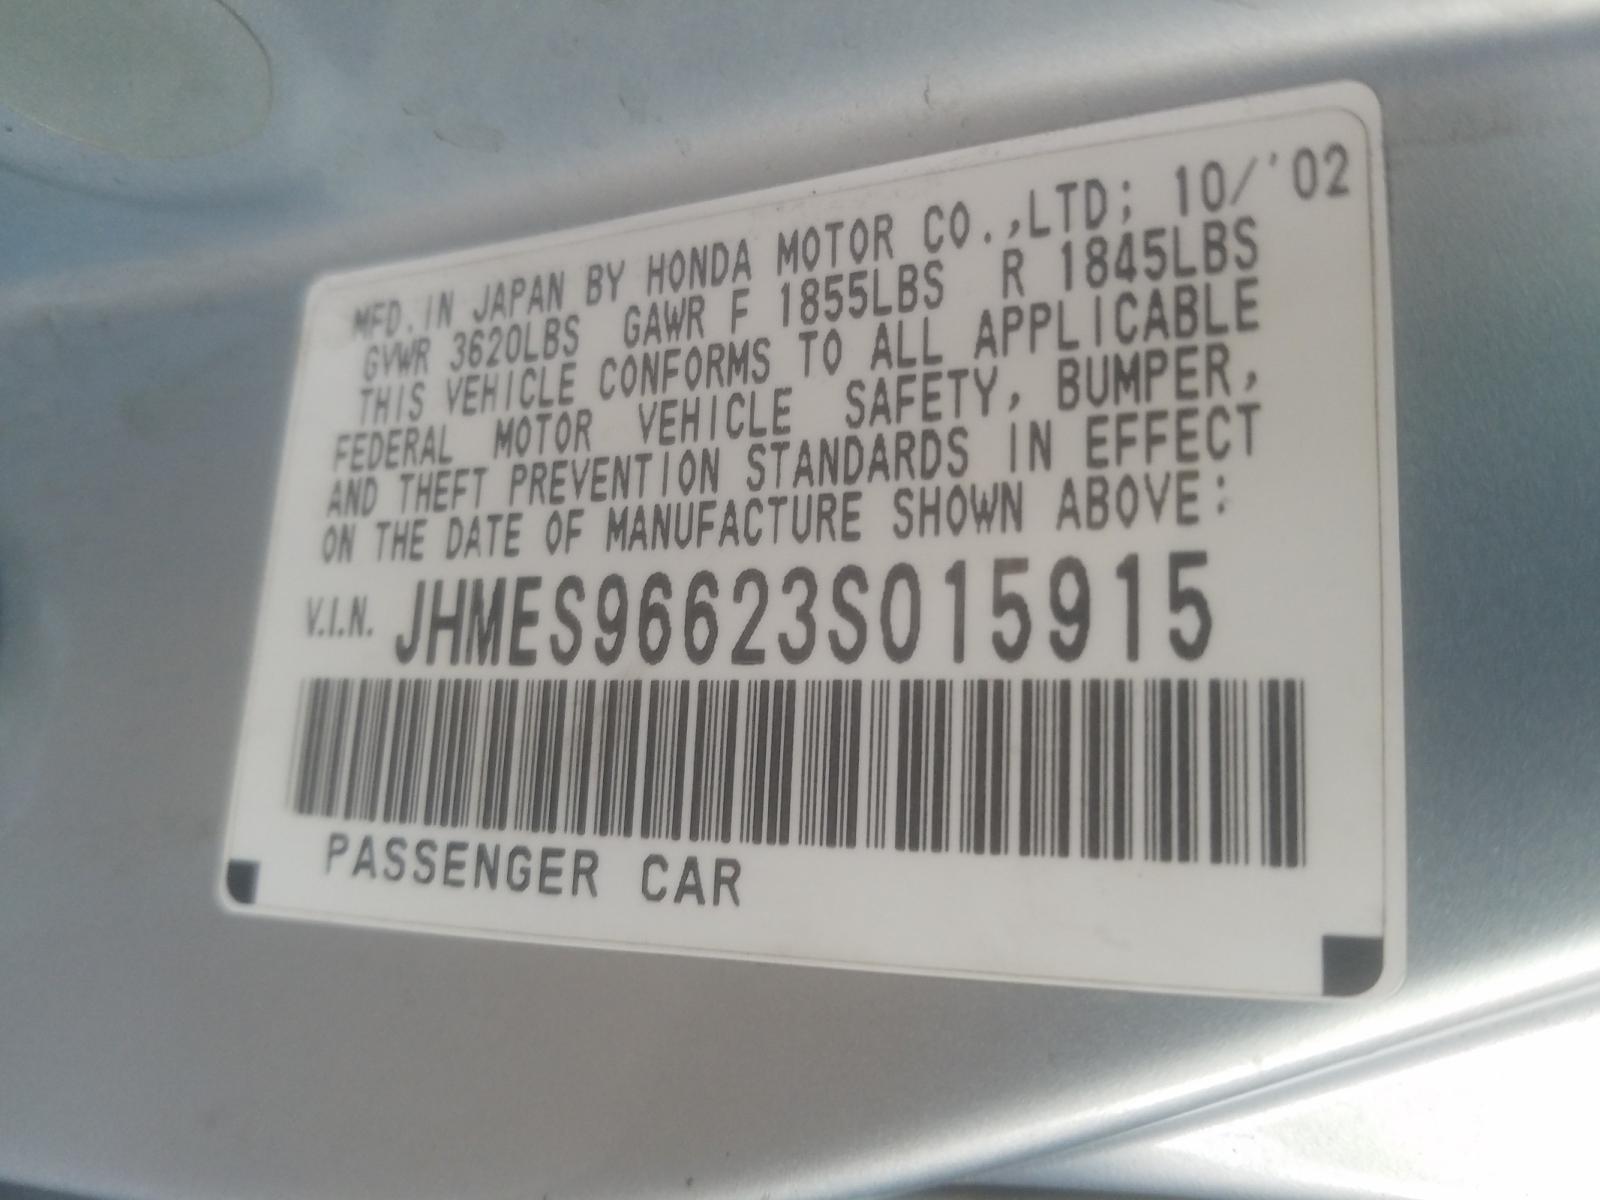 MFD. IN JAPAN BY HONDA MOTOR CO.,LTD; 10/'02
GVWR 3620LBS GAWR F 1855LBS R 1845LBS
THIS VEHICLE CONFORMS TO ALL APPLICABLE
FEDERAL MOTOR VEHICLE SAFETY, BUMPER,
AND THEFT PREVENTION STANDARDS IN EFFECT
ON THE DATE OF MANUFACTURE SHOWN ABOVE:
V.I.N. JHMES96623S015915
PASSENGER CAR